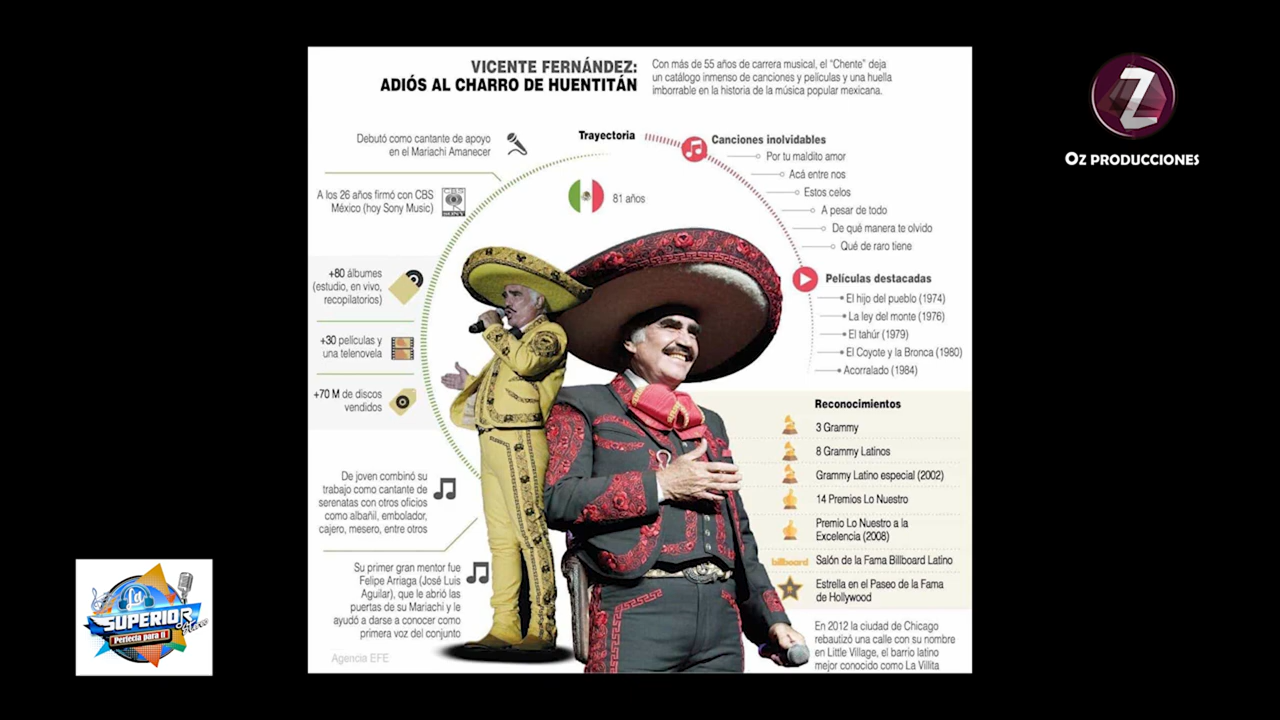 VICENTE FERNÁNDEZ:
ADIÓS AL CHARRO DE HUENTITÁN
Con más de 55 años de carrera musical, el “Chente” deja
un catálogo inmenso de canciones y películas y una huella
imborrable en la historia de la música popular mexicana.
Z
OZ PRODUCCIONES
Trayectoria
81 años
Debutó como cantante de apoyo
en el Mariachi Amanecer
A los 26 años firmó con CBS
México (hoy Sony Music)
CBS
+80 álbumes
(estudio, en vivo,
recopilatorios)
+30 películas y
una telenovela
+70 M de discos
vendidos
De joven combinó su
trabajo como cantante de
serenatas con otros oficios
como albañil, embolador,
cajero, mesero, entre otros
Su primer gran mentor fue
Felipe Arriaga (José Luis
Aguilar), que le abrió las
puertas de su Mariachi y le
ayudó a darse a conocer como
primera voz del conjunto
Agencia EFE
Canciones inolvidables
Por tu maldito amor
Acá entre nos
Estos celos
A pesar de todo
De qué manera te olvido
Qué de raro tiene
Películas destacadas
El hijo del pueblo (1974)
La ley del monte (1976)
El tahúr (1979)
El Coyote y la Bronca (1980)
Acorralado (1984)
Reconocimientos
3 Grammy
8 Grammy Latinos
Grammy Latino especial (2002)
14 Premios Lo Nuestro
Premio Lo Nuestro a la
Excelencia (2008)
billboard
Salón de la Fama Billboard Latino
Estrella en el Paseo de la Fama
de Hollywood
En 2012 la ciudad de Chicago
rebautizó una calle con su nombre
en Little Village, el barrio latino
mejor conocido como La Villita
La
SUPERIOR
Perfecta para ti